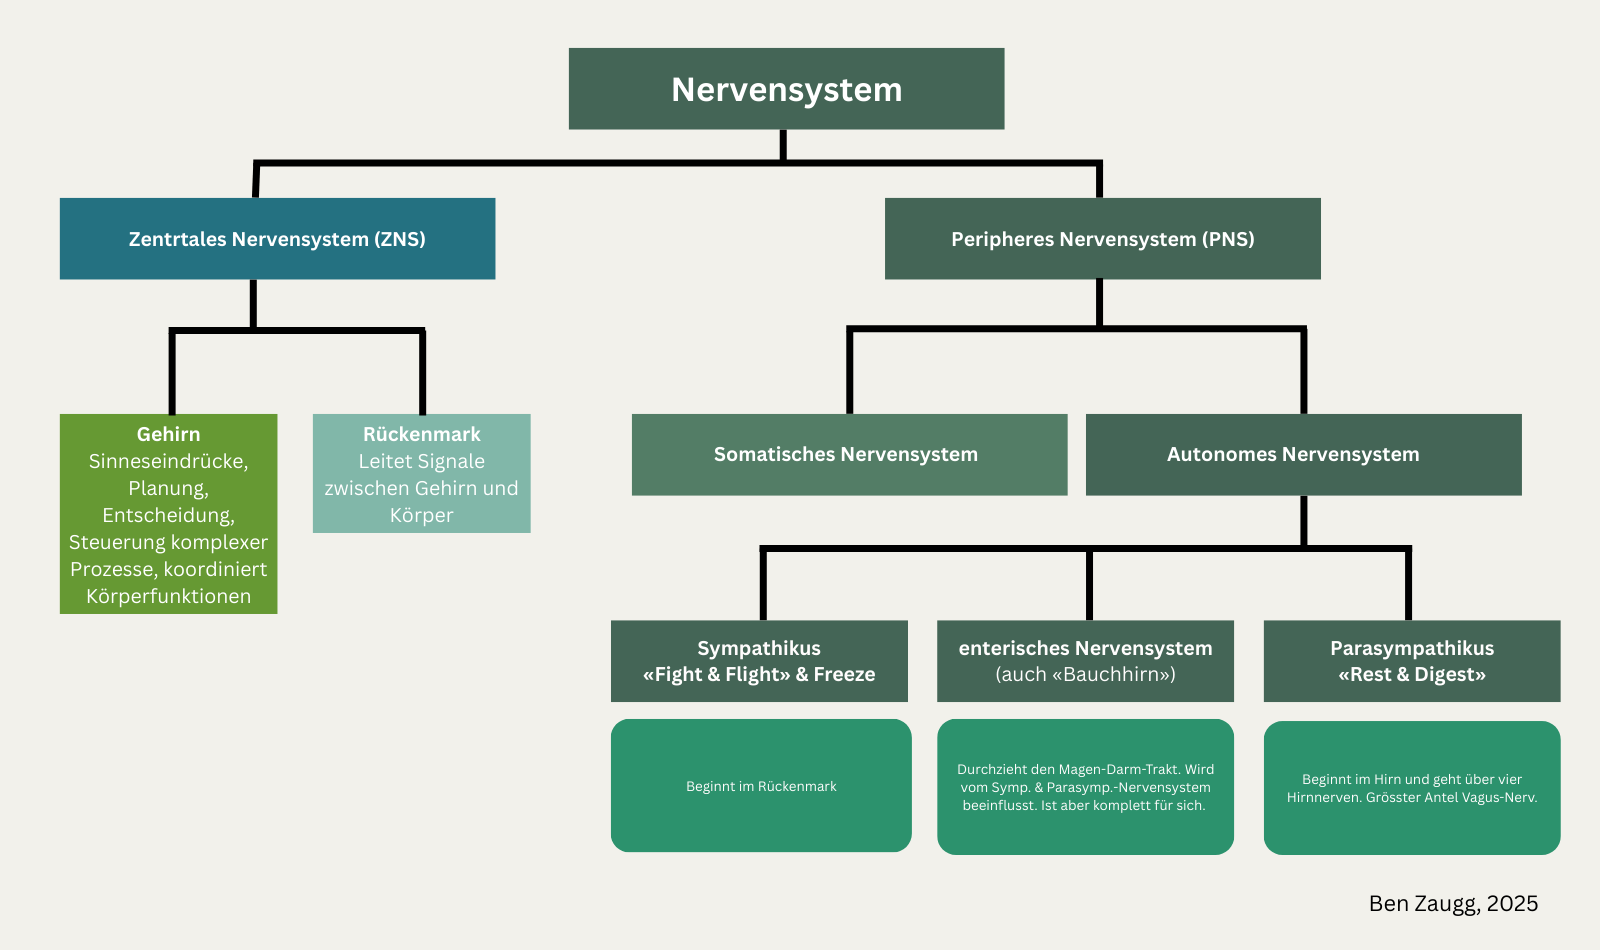 Nervensystem
Zentrtales Nervensystem (ZNS)
Peripheres Nervensystem (PNS)
Gehirn
Sinneseindrücke,
Planung,
Entscheidung,
Steuerung komplexer
Prozesse, koordiniert
Körperfunktionen
Rückenmark
Leitet Signale
zwischen Gehirn und
Körper
Somatisches Nervensystem
Autonomes Nervensystem
Sympathikus
«Fight & Flight» & Freeze
enterisches Nervensystem
(auch «Bauchhirn»)
Parasympathikus
«Rest & Digest»
Beginnt im Rückenmark
Durchzieht den Magen-Darm-Trakt. Wird
vom Symp. & Parasymp.-Nervensystem
beeinflusst. Ist aber komplett für sich.
Beginnt im Hirn und geht über vier
Hirnnerven. Grösster Antel Vagus-Nerv.
Ben Zaugg, 2025